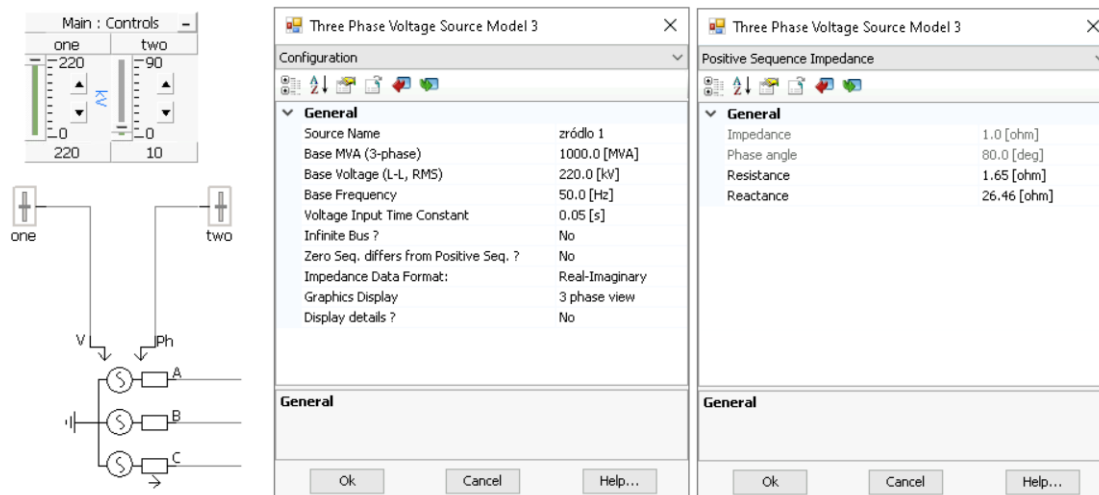 Main : Controls
one two
220 90
kV
0 0
220 10
one two
V Ph
A
B
C
Three Phase Voltage Source Model 3
Configuration
General
Source Name zródlo 1
Base MVA (3-phase) 1000.0 [MVA]
Base Voltage (L-L, RMS) 220.0 [kV]
Base Frequency 50.0 [Hz]
Voltage Input Time Constant 0.05 [s]
Infinite Bus ? No
Zero Seq. differs from Positive Seq. ? No
Impedance Data Format: Real-Imaginary
Graphics Display 3 phase view
Display details ? No
General
Ok Cancel Help...
Three Phase Voltage Source Model 3
Positive Sequence Impedance
General
Impedance 1.0 [ohm]
Phase angle 80.0 [deg]
Resistance 1.65 [ohm]
Reactance 26.46 [ohm]
General
Ok Cancel Help...